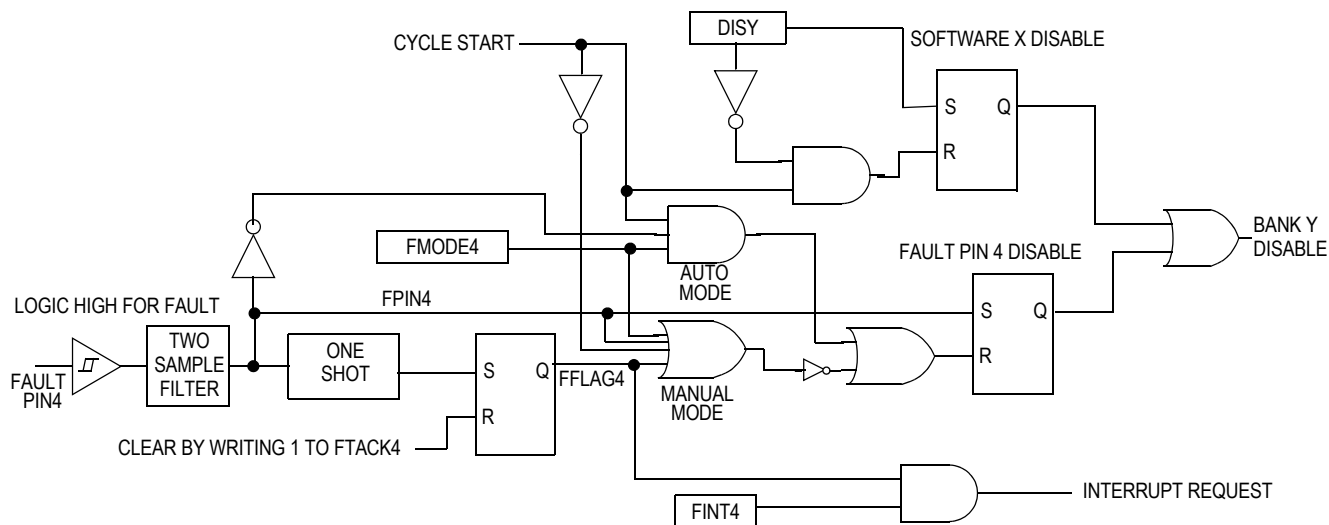 DISY
CYCLE START
SOFTWARE X DISABLE
S Q
R
BANK Y
DISABLE
FMODE4
AUTO
MODE
FAULT PIN 4 DISABLE
LOGIC HIGH FOR FAULT
FPIN4
S Q
R
TWO
SAMPLE
FILTER
ONE
SHOT
FAULT
PIN4
S Q
R
FFLAG4
MANUAL
MODE
CLEAR BY WRITING 1 TO FTACK4
INTERRUPT REQUEST
FINT4